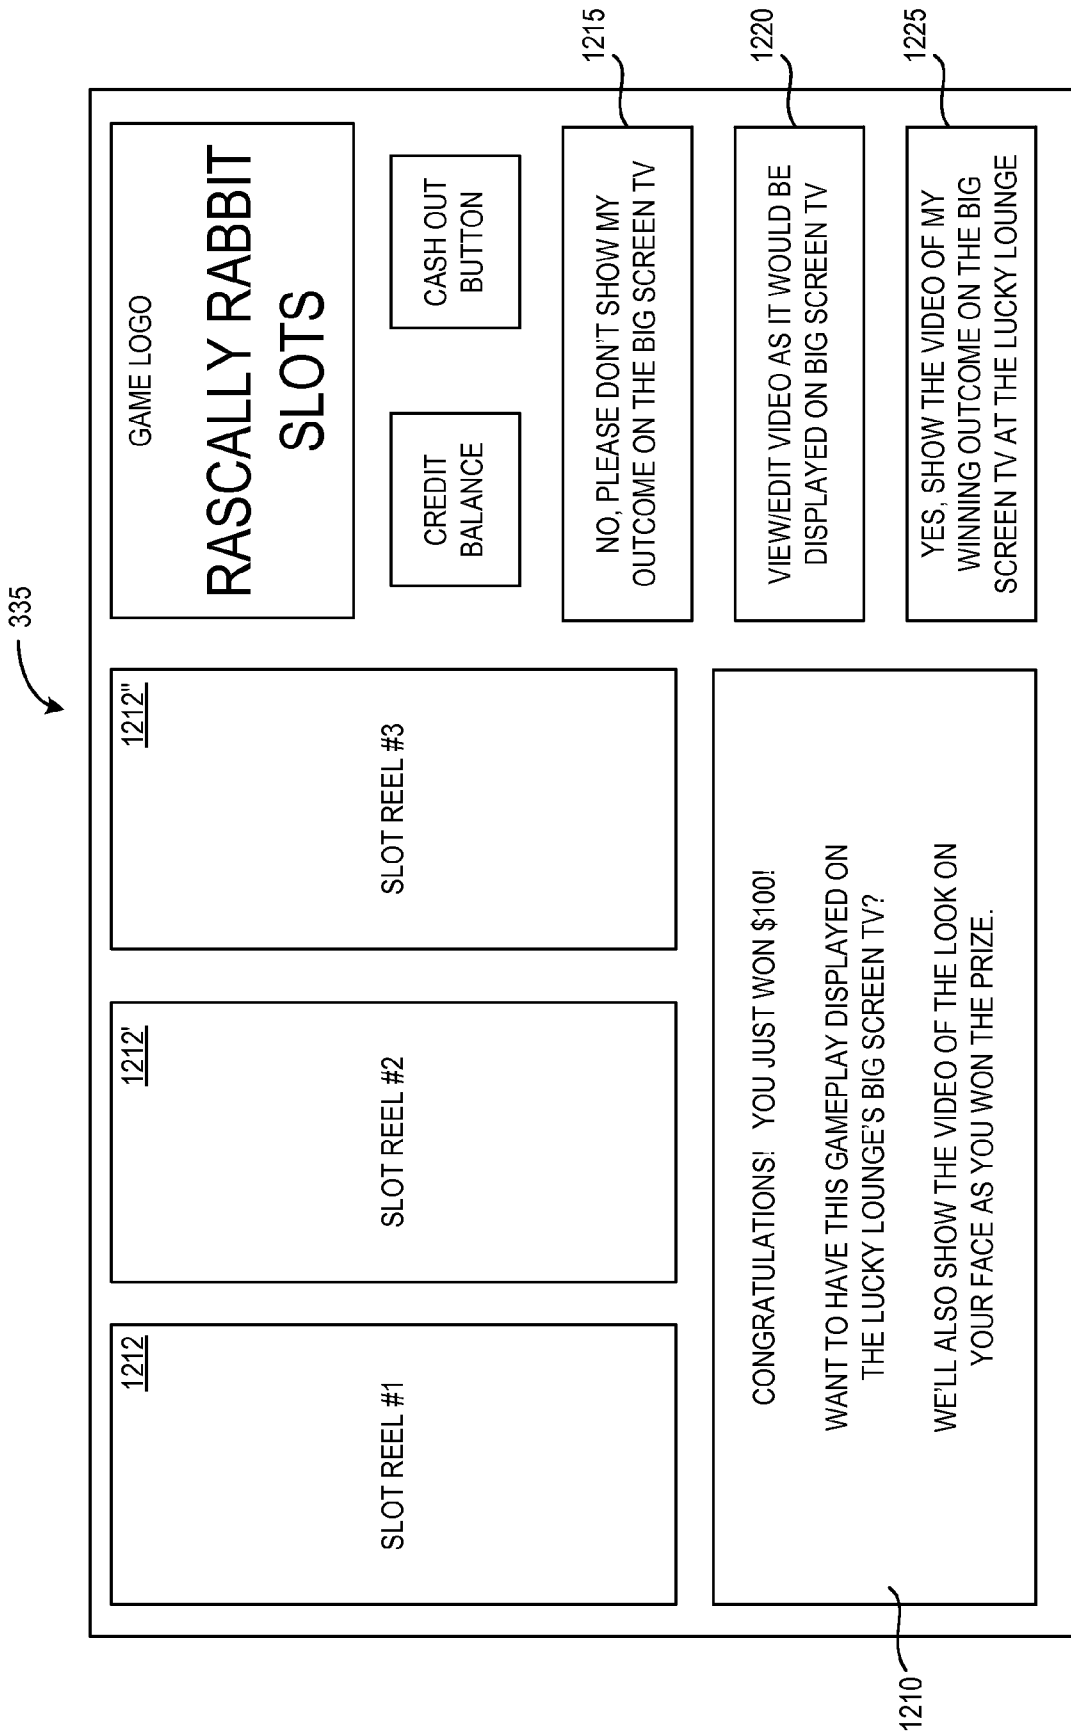 335
1212
SLOT REEL #1
1212'
SLOT REEL #2
1212"
SLOT REEL #3
GAME LOGO
RASCALLY RABBIT
SLOTS
CREDIT
BALANCE
CASH OUT
BUTTON
NO, PLEASE DON'T SHOW MY
OUTCOME ON THE BIG SCREEN TV
1215
VIEW/EDIT VIDEO AS IT WOULD BE
DISPLAYED ON BIG SCREEN TV
1220
YES, SHOW THE VIDEO OF MY
WINNING OUTCOME ON THE BIG
SCREEN TV AT THE LUCKY LOUNGE
1225
CONGRATULATIONS! YOU JUST WON $100!
WANT TO HAVE THIS GAMEPLAY DISPLAYED ON
THE LUCKY LOUNGE'S BIG SCREEN TV?
WE'LL ALSO SHOW THE VIDEO OF THE LOOK ON
YOUR FACE AS YOU WON THE PRIZE.
1210